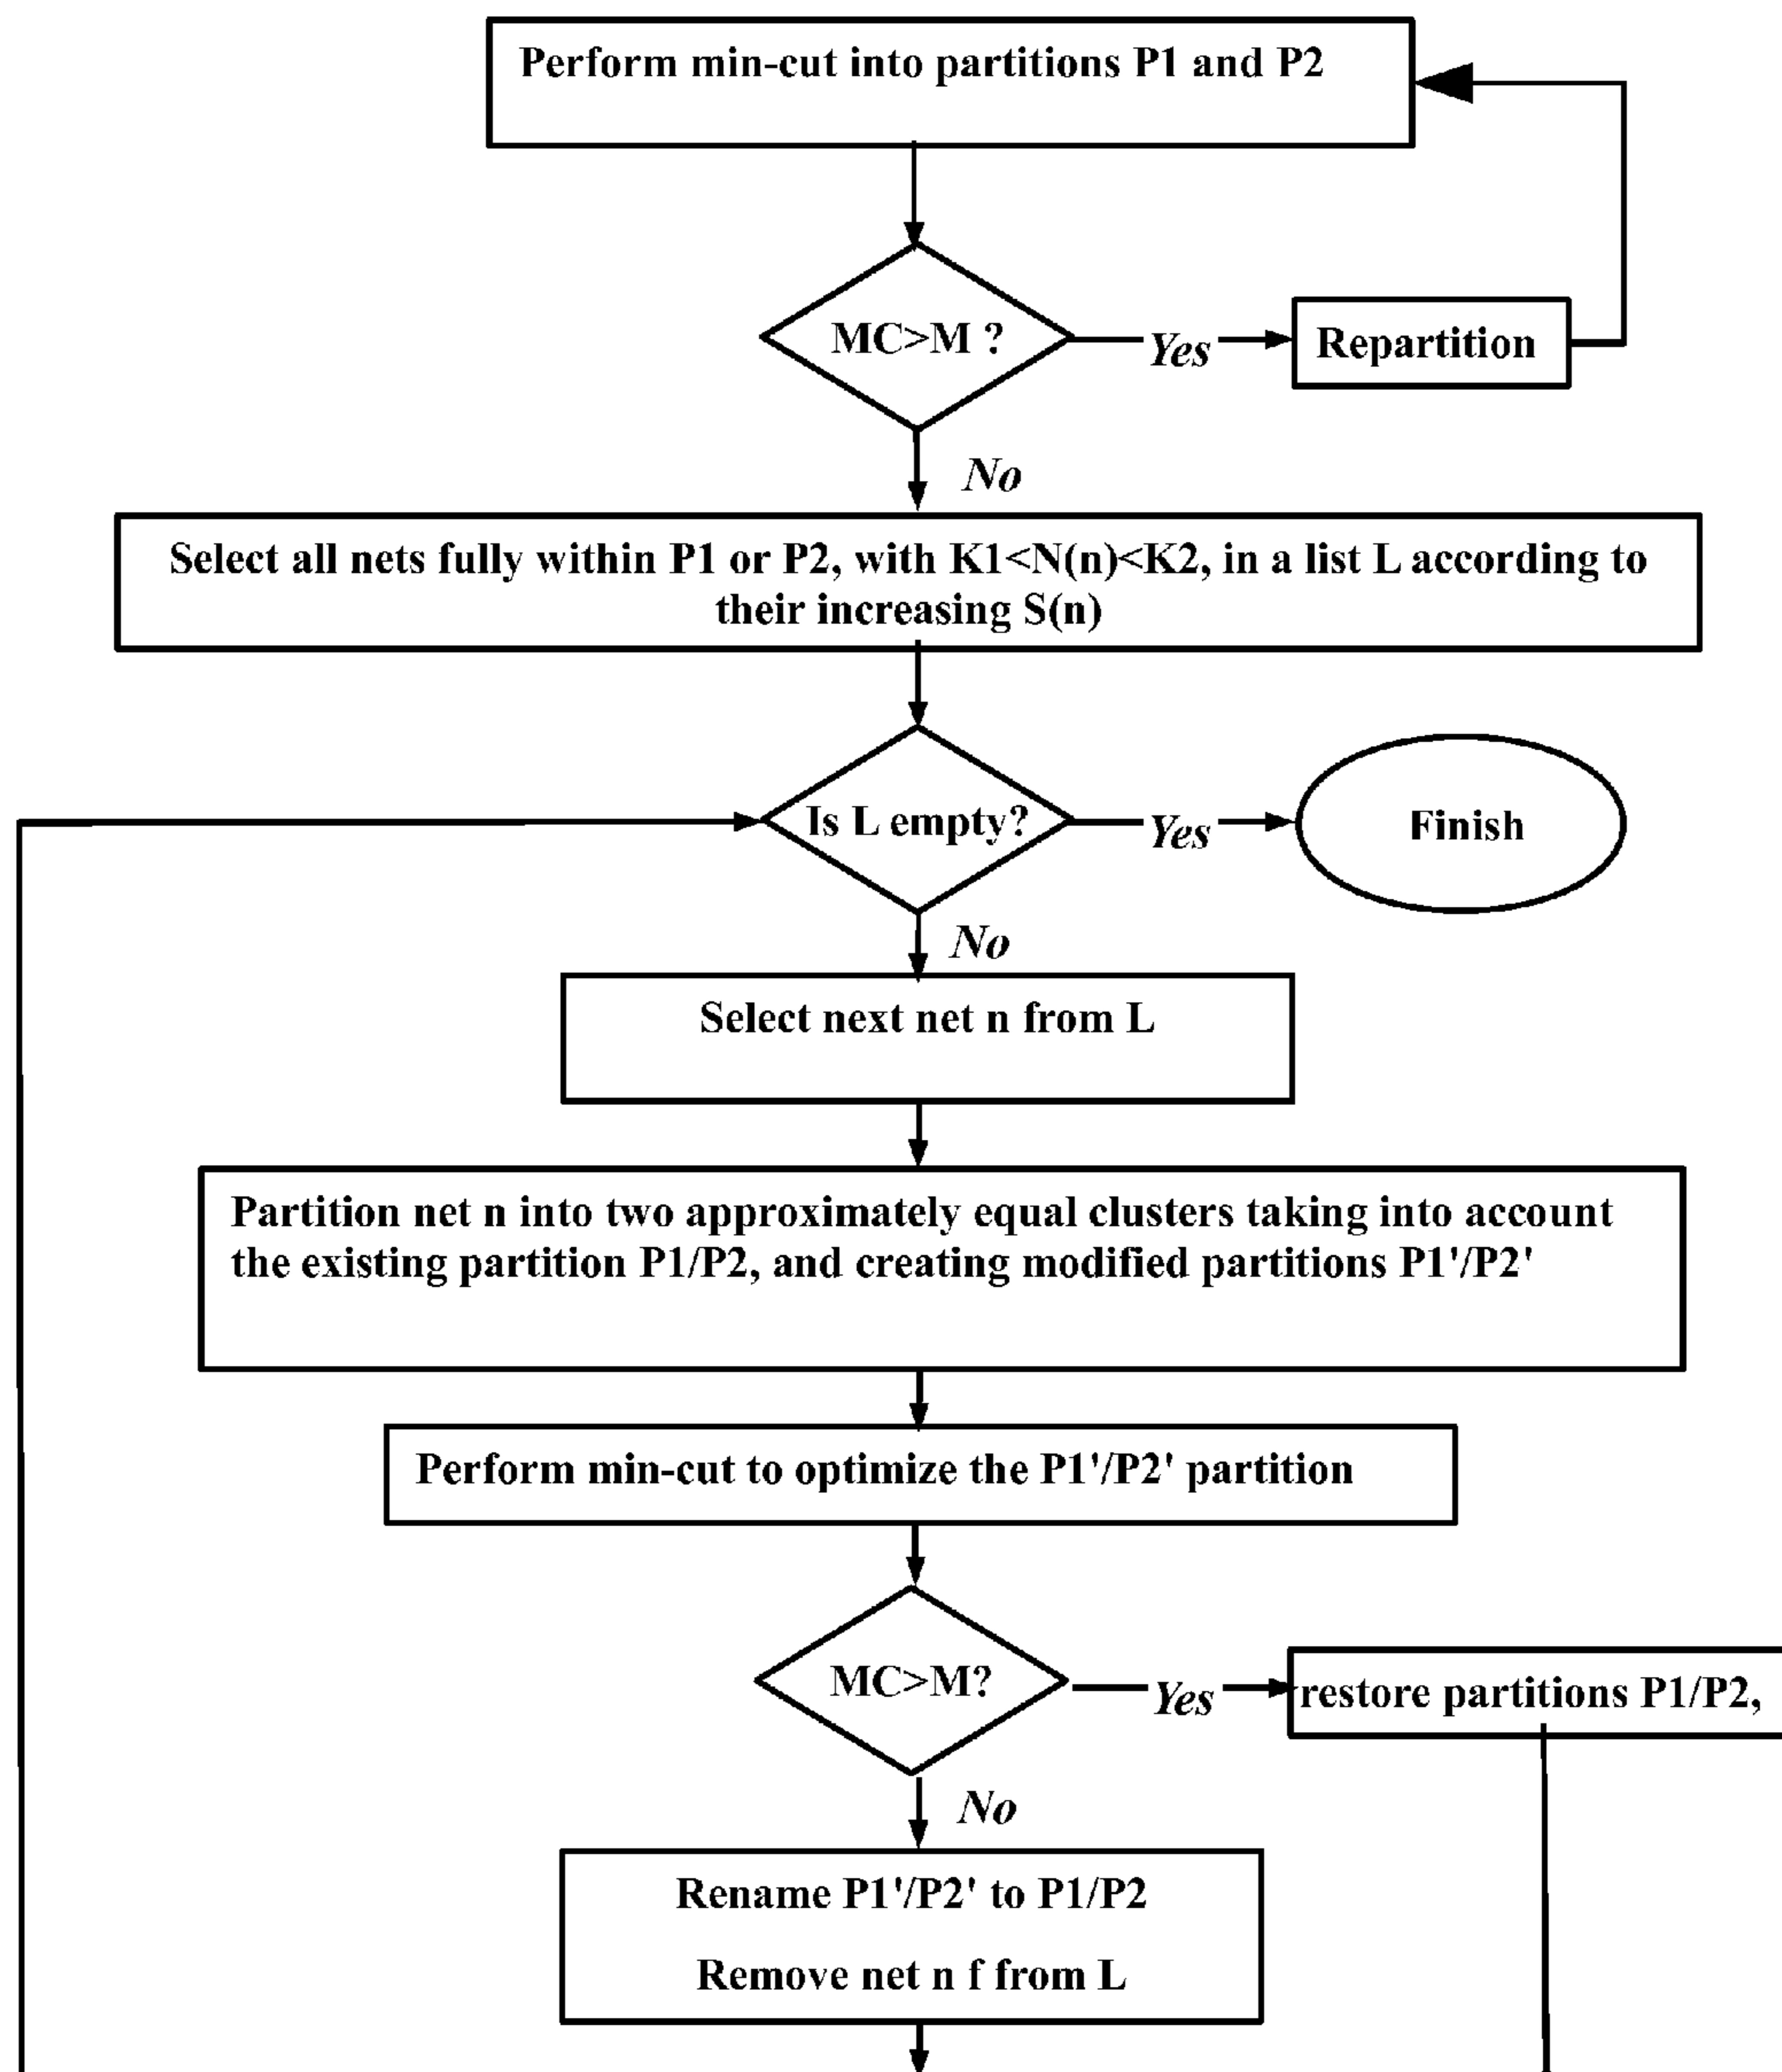 Perform min-cut into partitions P1 and P2
MC>M ?
Yes
Repartition
No
Select all nets fully within P1 or P2, with K1<N(n)<K2, in a list L according to
their increasing S(n)
Is L empty?
Yes
Finish
No
Select next net n from L
Partition net n into two approximately equal clusters taking into account
the existing partition P1/P2, and creating modified partitions P1'/P2'
Perform min-cut to optimize the P1'/P2' partition
MC>M?
Yes
restore partitions P1/P2,
No
Rename P1'/P2' to P1/P2
Remove net n f from L